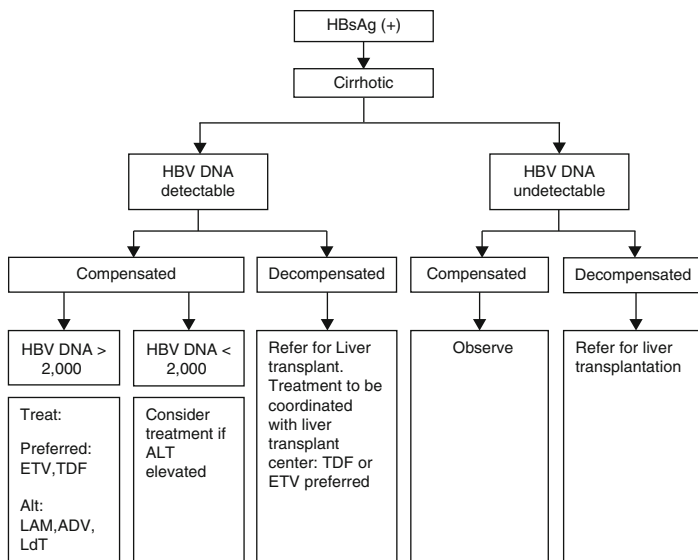 HBsAg (+)
Cirrhotic
HBV DNA
detectable
HBV DNA
undetectable
Compensated
Decompensated
Compensated
Decompensated
HBV DNA >
2,000
HBV DNA <
2,000
Refer for Liver
transplant.
Treatment to be
coordinated
with liver
transplant
center: TDF or
ETV preferred
Observe
Refer for liver
transplantation
Treat:
Preferred:
ETV,TDF
Alt:
LAM,ADV,
LdT
Consider
treatment if
ALT
elevated